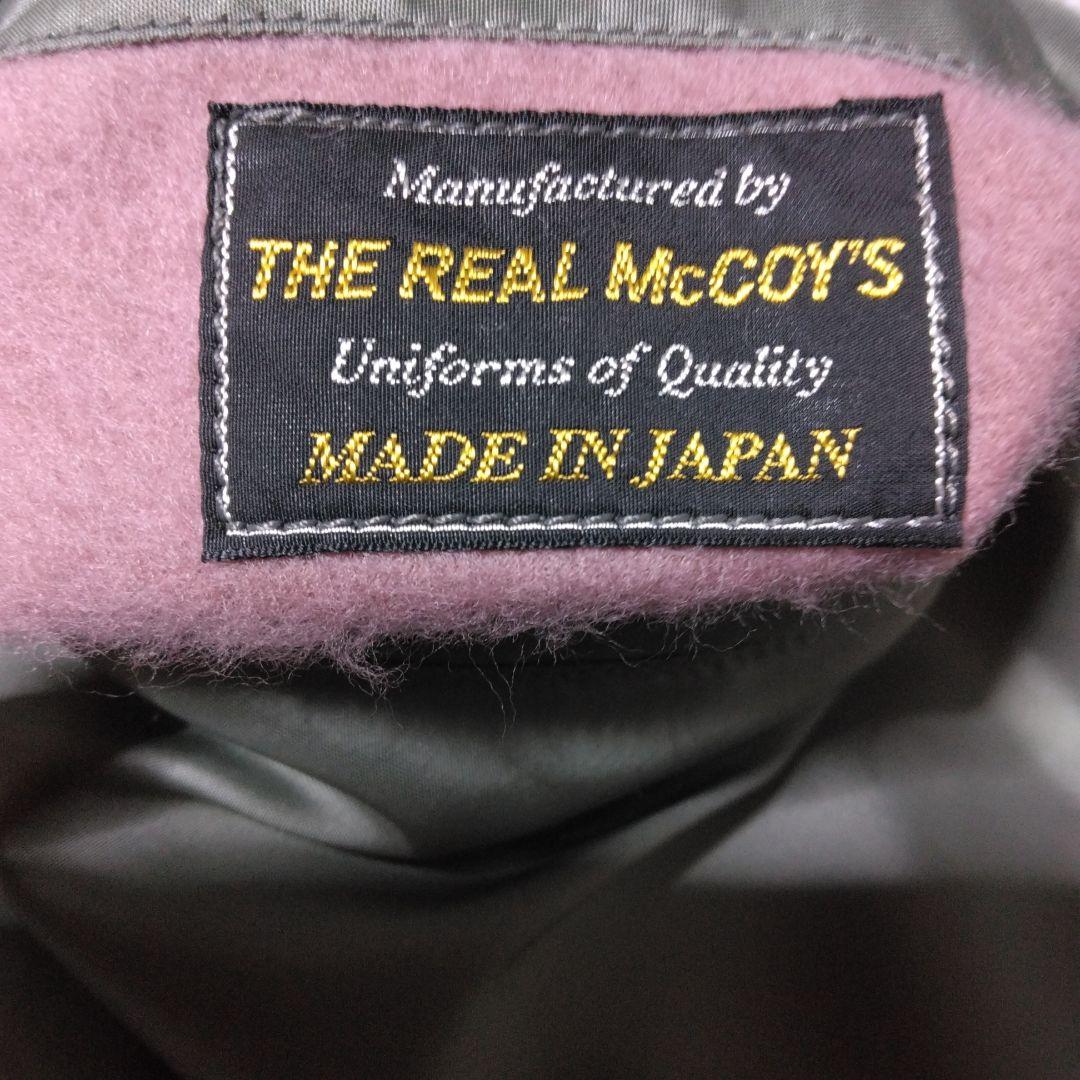 Manufactured by
THE REAL McCOY'S
Uniforms of Quality
MADE IN JAPAN